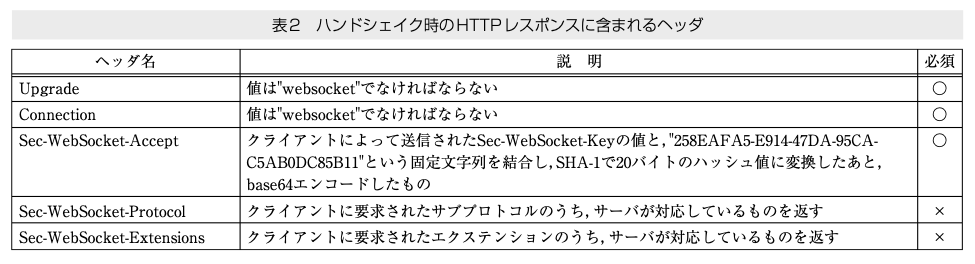 表2 ハンドシェイク時のHTTPレスポンスに含まれるヘッダ
ヘッダ名 説 明 必須
Upgrade 値は"websocket"でなければならない ○
Connection 値は"websocket"でなければならない ○
Sec-WebSocket-Accept クライアントによって送信されたSec-WebSocket-Keyの値と,"258EAFA5-E914-47DA-95CA- ○
C5AB0DC85B11"という固定文字列を結合し,SHA-1で20バイトのハッシュ値に変換したあと,
base64エンコードしたもの
Sec-WebSocket-Protocol クライアントに要求されたサブプロトコルのうち,サーバが対応しているものを返す ×
Sec-WebSocket-Extensions クライアントに要求されたエクステンションのうち,サーバが対応しているものを返す ×